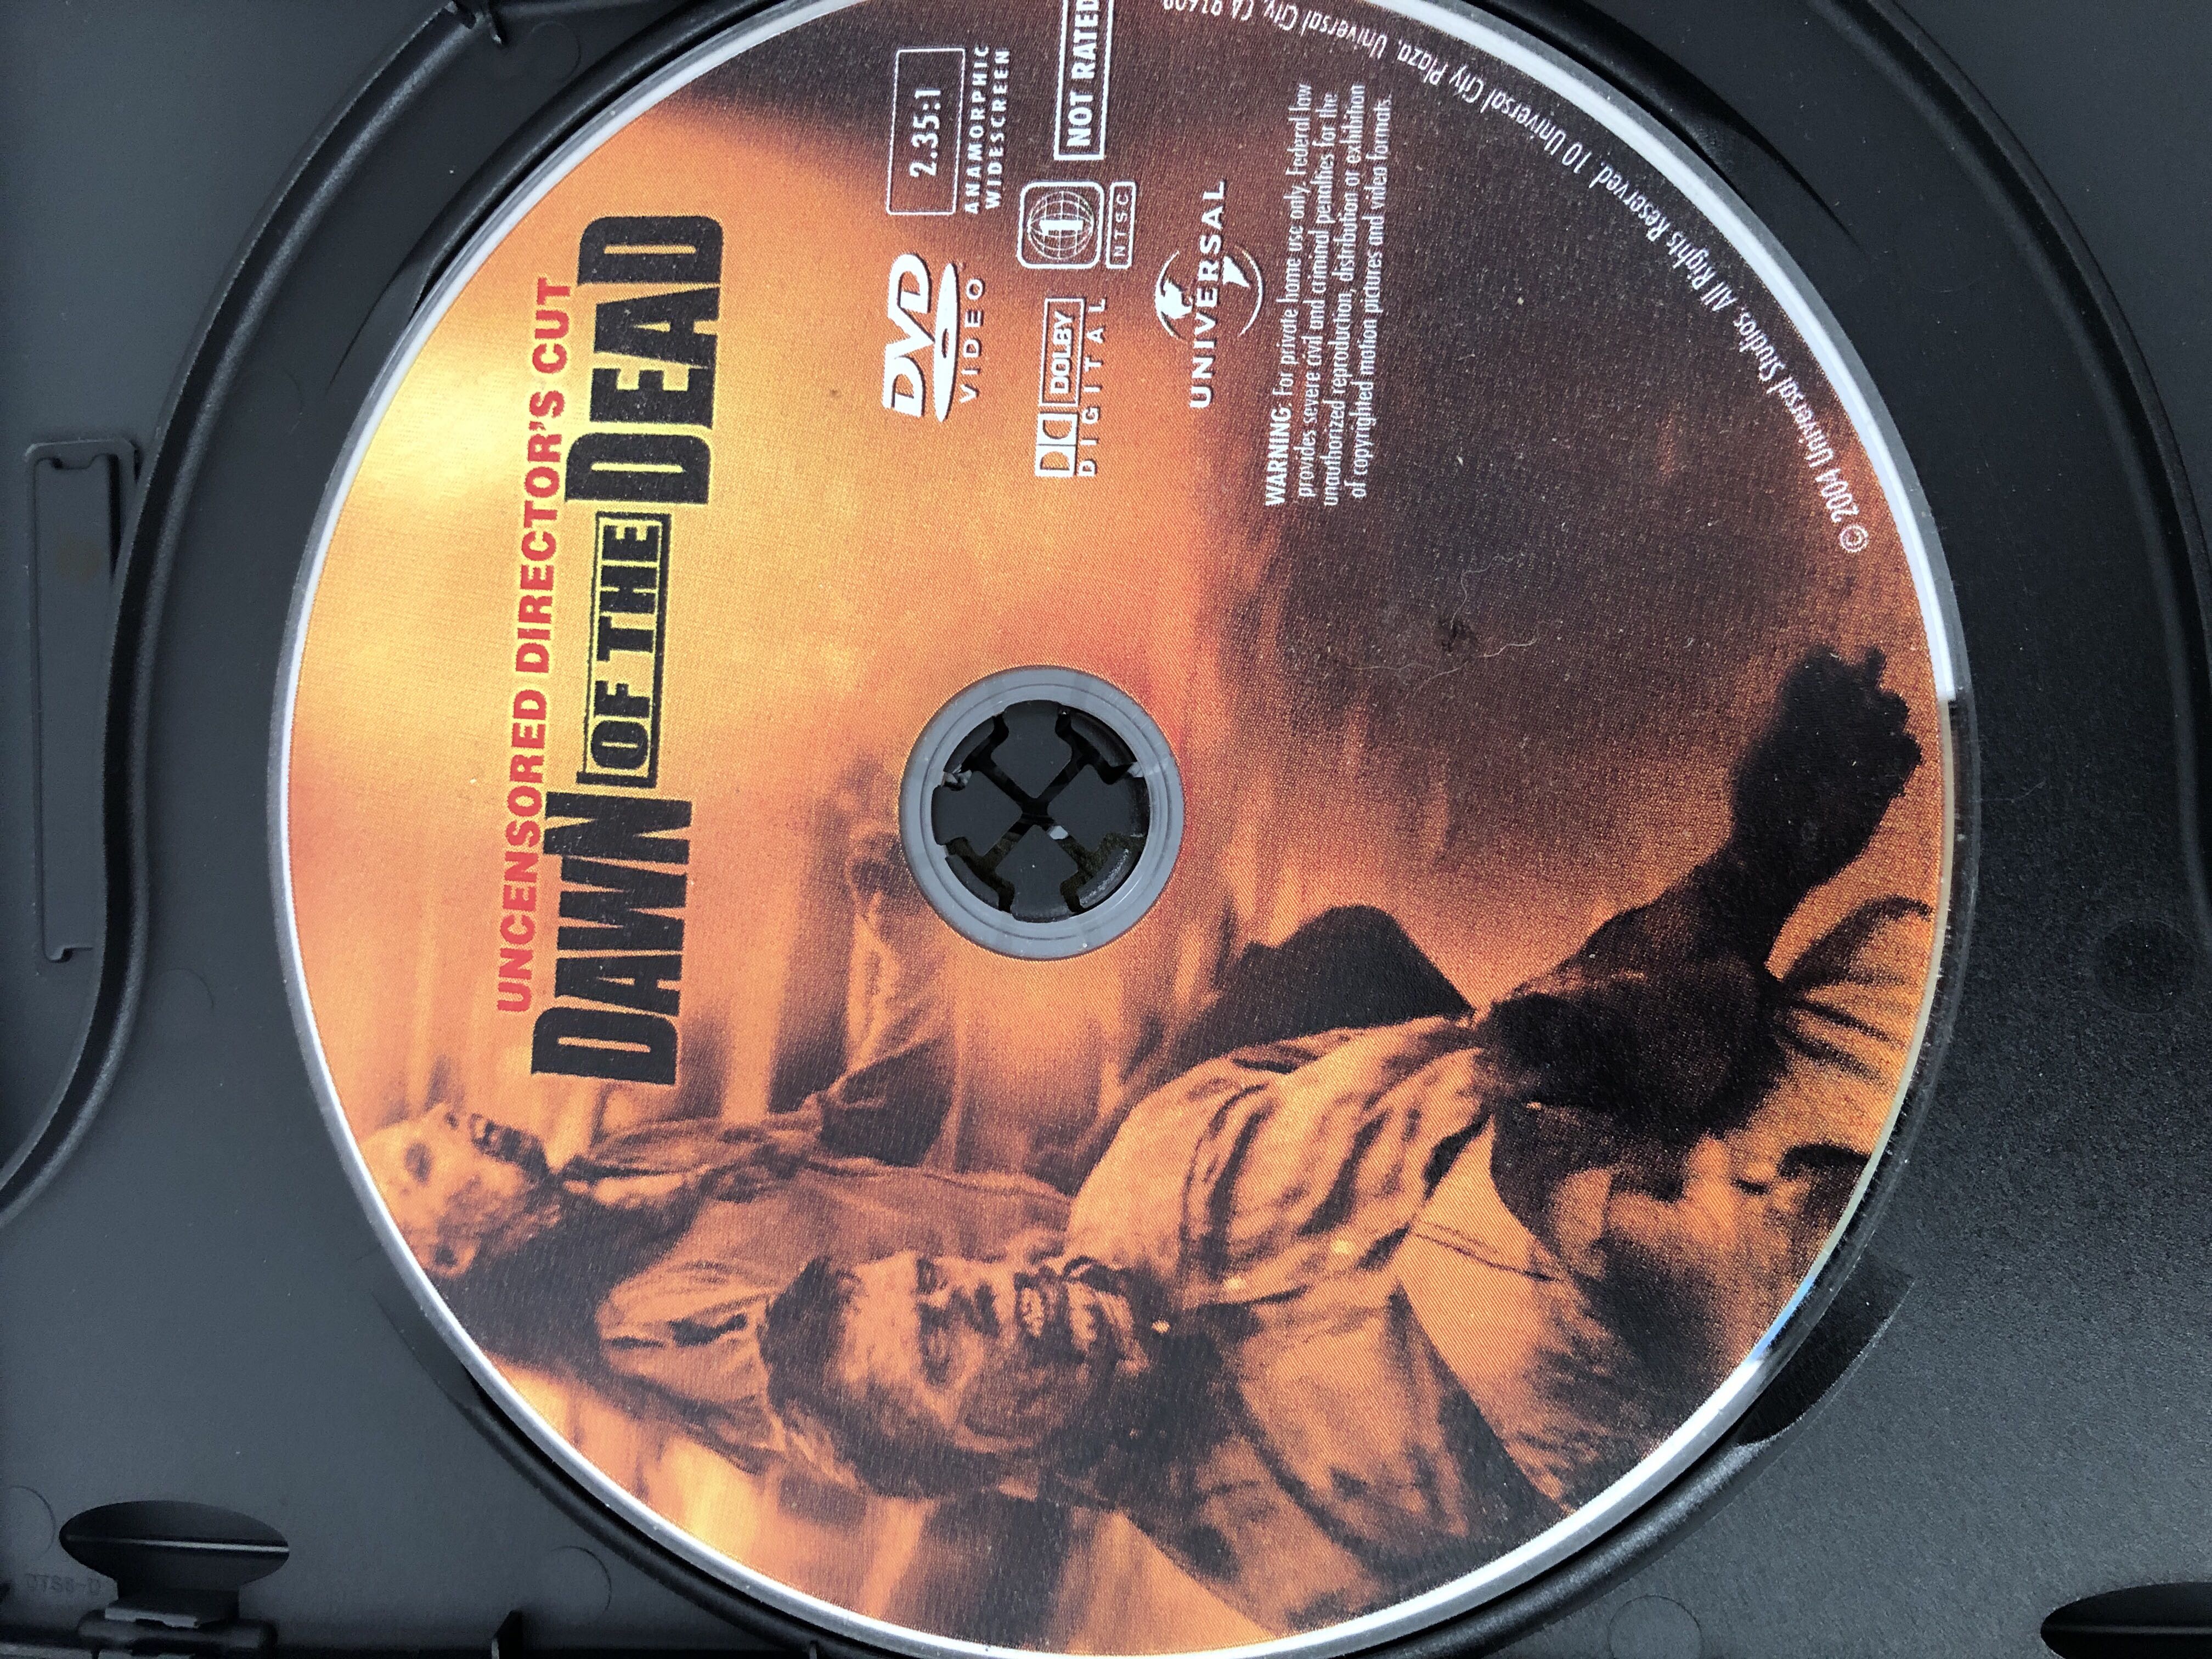 UNCENSORED DIRECTOR'S CUT
DAWN OF THE DEAD
DVD
VIDEO
2.35:1
ANAMORPHIC
WIDESCREEN
DOLBY
DIGITAL
1
NTSC
NOT RATED
UNIVERSAL
WARNING: For private home use only. Federal law
provides severe civil and criminal penalties for the
unauthorized reproduction, distribution or exhibition
of copyrighted motion pictures and video formats.
© 2004 Universal Studios. All Rights Reserved. 10 Universal City Plaza, Universal City, CA 91608